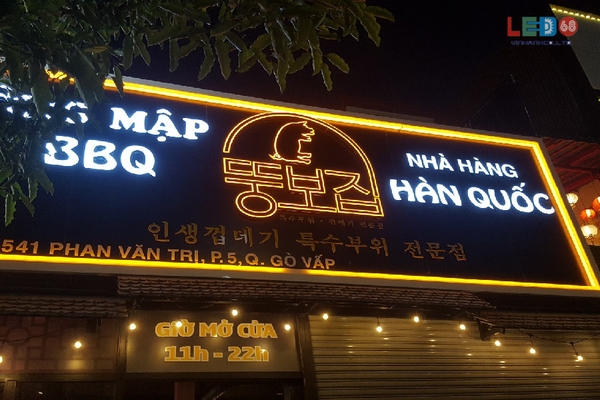 LED 68
MẬP
BBQ
뚱보집
NHÀ HÀNG
HÀN QUỐC
인생껍데기 특수부위 전문점
541 PHAN VĂN TRỊ, P.5, Q. GÒ VẤP
GIỜ MỞ CỬA
11h - 22h